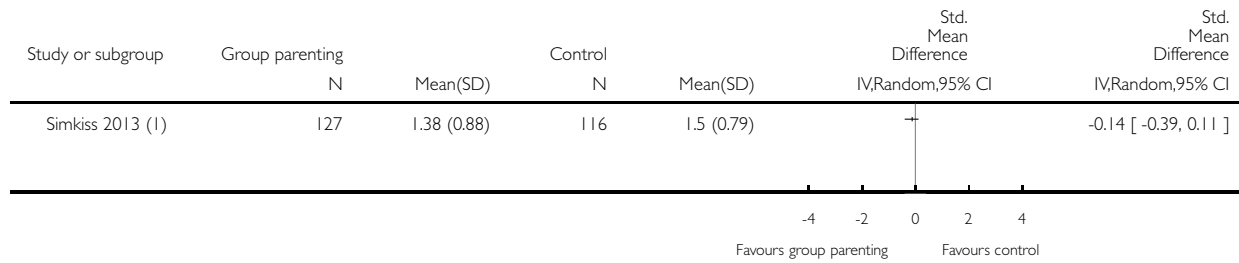 Std. Mean Difference
Std. Mean Difference
Study or subgroup Group parenting Control
N Mean(SD) N Mean(SD) IV,Random,95% CI IV,Random,95% CI
Simkiss 2013 (1) 127 1.38 (0.88) 116 1.5 (0.79) -0.14 [ -0.39, 0.11 ]
-4 -2 0 2 4
Favours group parenting Favours control